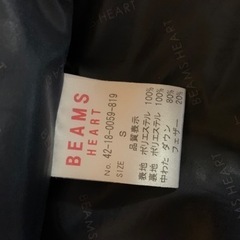 BEAMS
HEART
No. 42-18-0059-819
SIZE S
品質表示
表地 ポリエステル 100%
裏地 ポリエステル 100%
中わた ダウン 80%
フェザー 20%